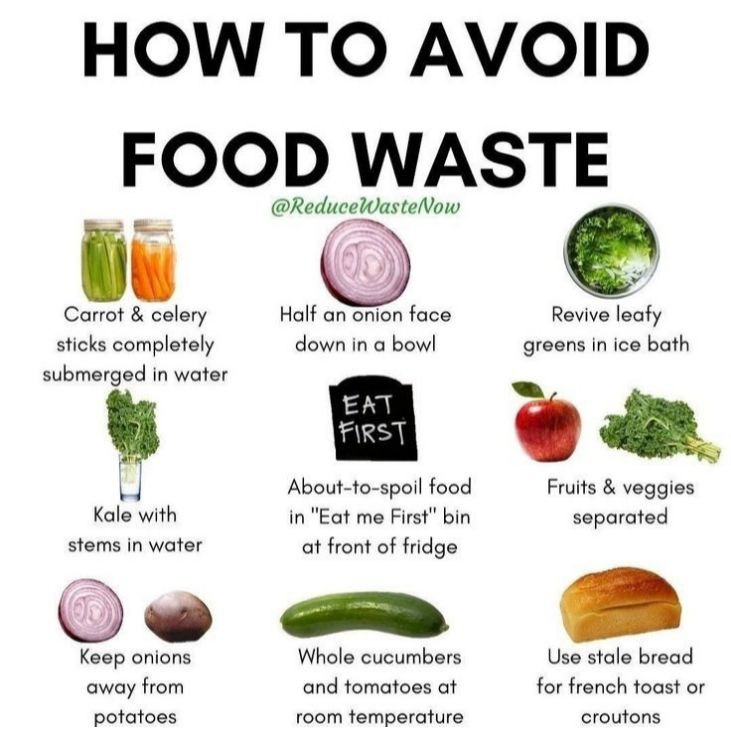 HOW TO AVOID
FOOD WASTE
@ReduceWasteNow
Carrot & celery
sticks completely
submerged in water
Half an onion face
down in a bowl
Revive leafy
greens in ice bath
Kale with
stems in water
EAT
FIRST
About-to-spoil food
in "Eat me First" bin
at front of fridge
Fruits & veggies
separated
Keep onions
away from
potatoes
Whole cucumbers
and tomatoes at
room temperature
Use stale bread
for french toast or
croutons